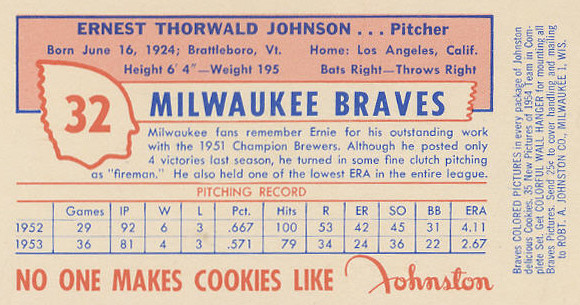 ERNEST THORWALD JOHNSON . . . Pitcher
Born June 16, 1924; Brattleboro, Vt. Home: Los Angeles, Calif.
Height 6' 4"—Weight 195 Bats Right—Throws Right
32
MILWAUKEE BRAVES
Milwaukee fans remember Ernie for his outstanding work
with the 1951 Champion Brewers. Although he posted only
4 victories last season, he turned in some fine clutch pitching
as "fireman." He also held one of the lowest ERA in the entire league.
PITCHING RECORD
Games IP W L Pct. Hits R ER SO BB ERA
1952 29 92 6 3 .667 100 53 42 45 31 4.11
1953 36 81 4 3 .571 79 34 24 36 22 2.67
NO ONE MAKES COOKIES LIKE Johnston
Braves COLORED PICTURES in every package of Johnston
delicious Cookies. 35 New Pictures of 1954 Team in Com-
plete Set. Get COLORFUL WALL HANGER for mounting all
Braves Pictures. Send 25c to cover handling and mailing
to ROBT. A. JOHNSTON CO., MILWAUKEE 1, WIS.